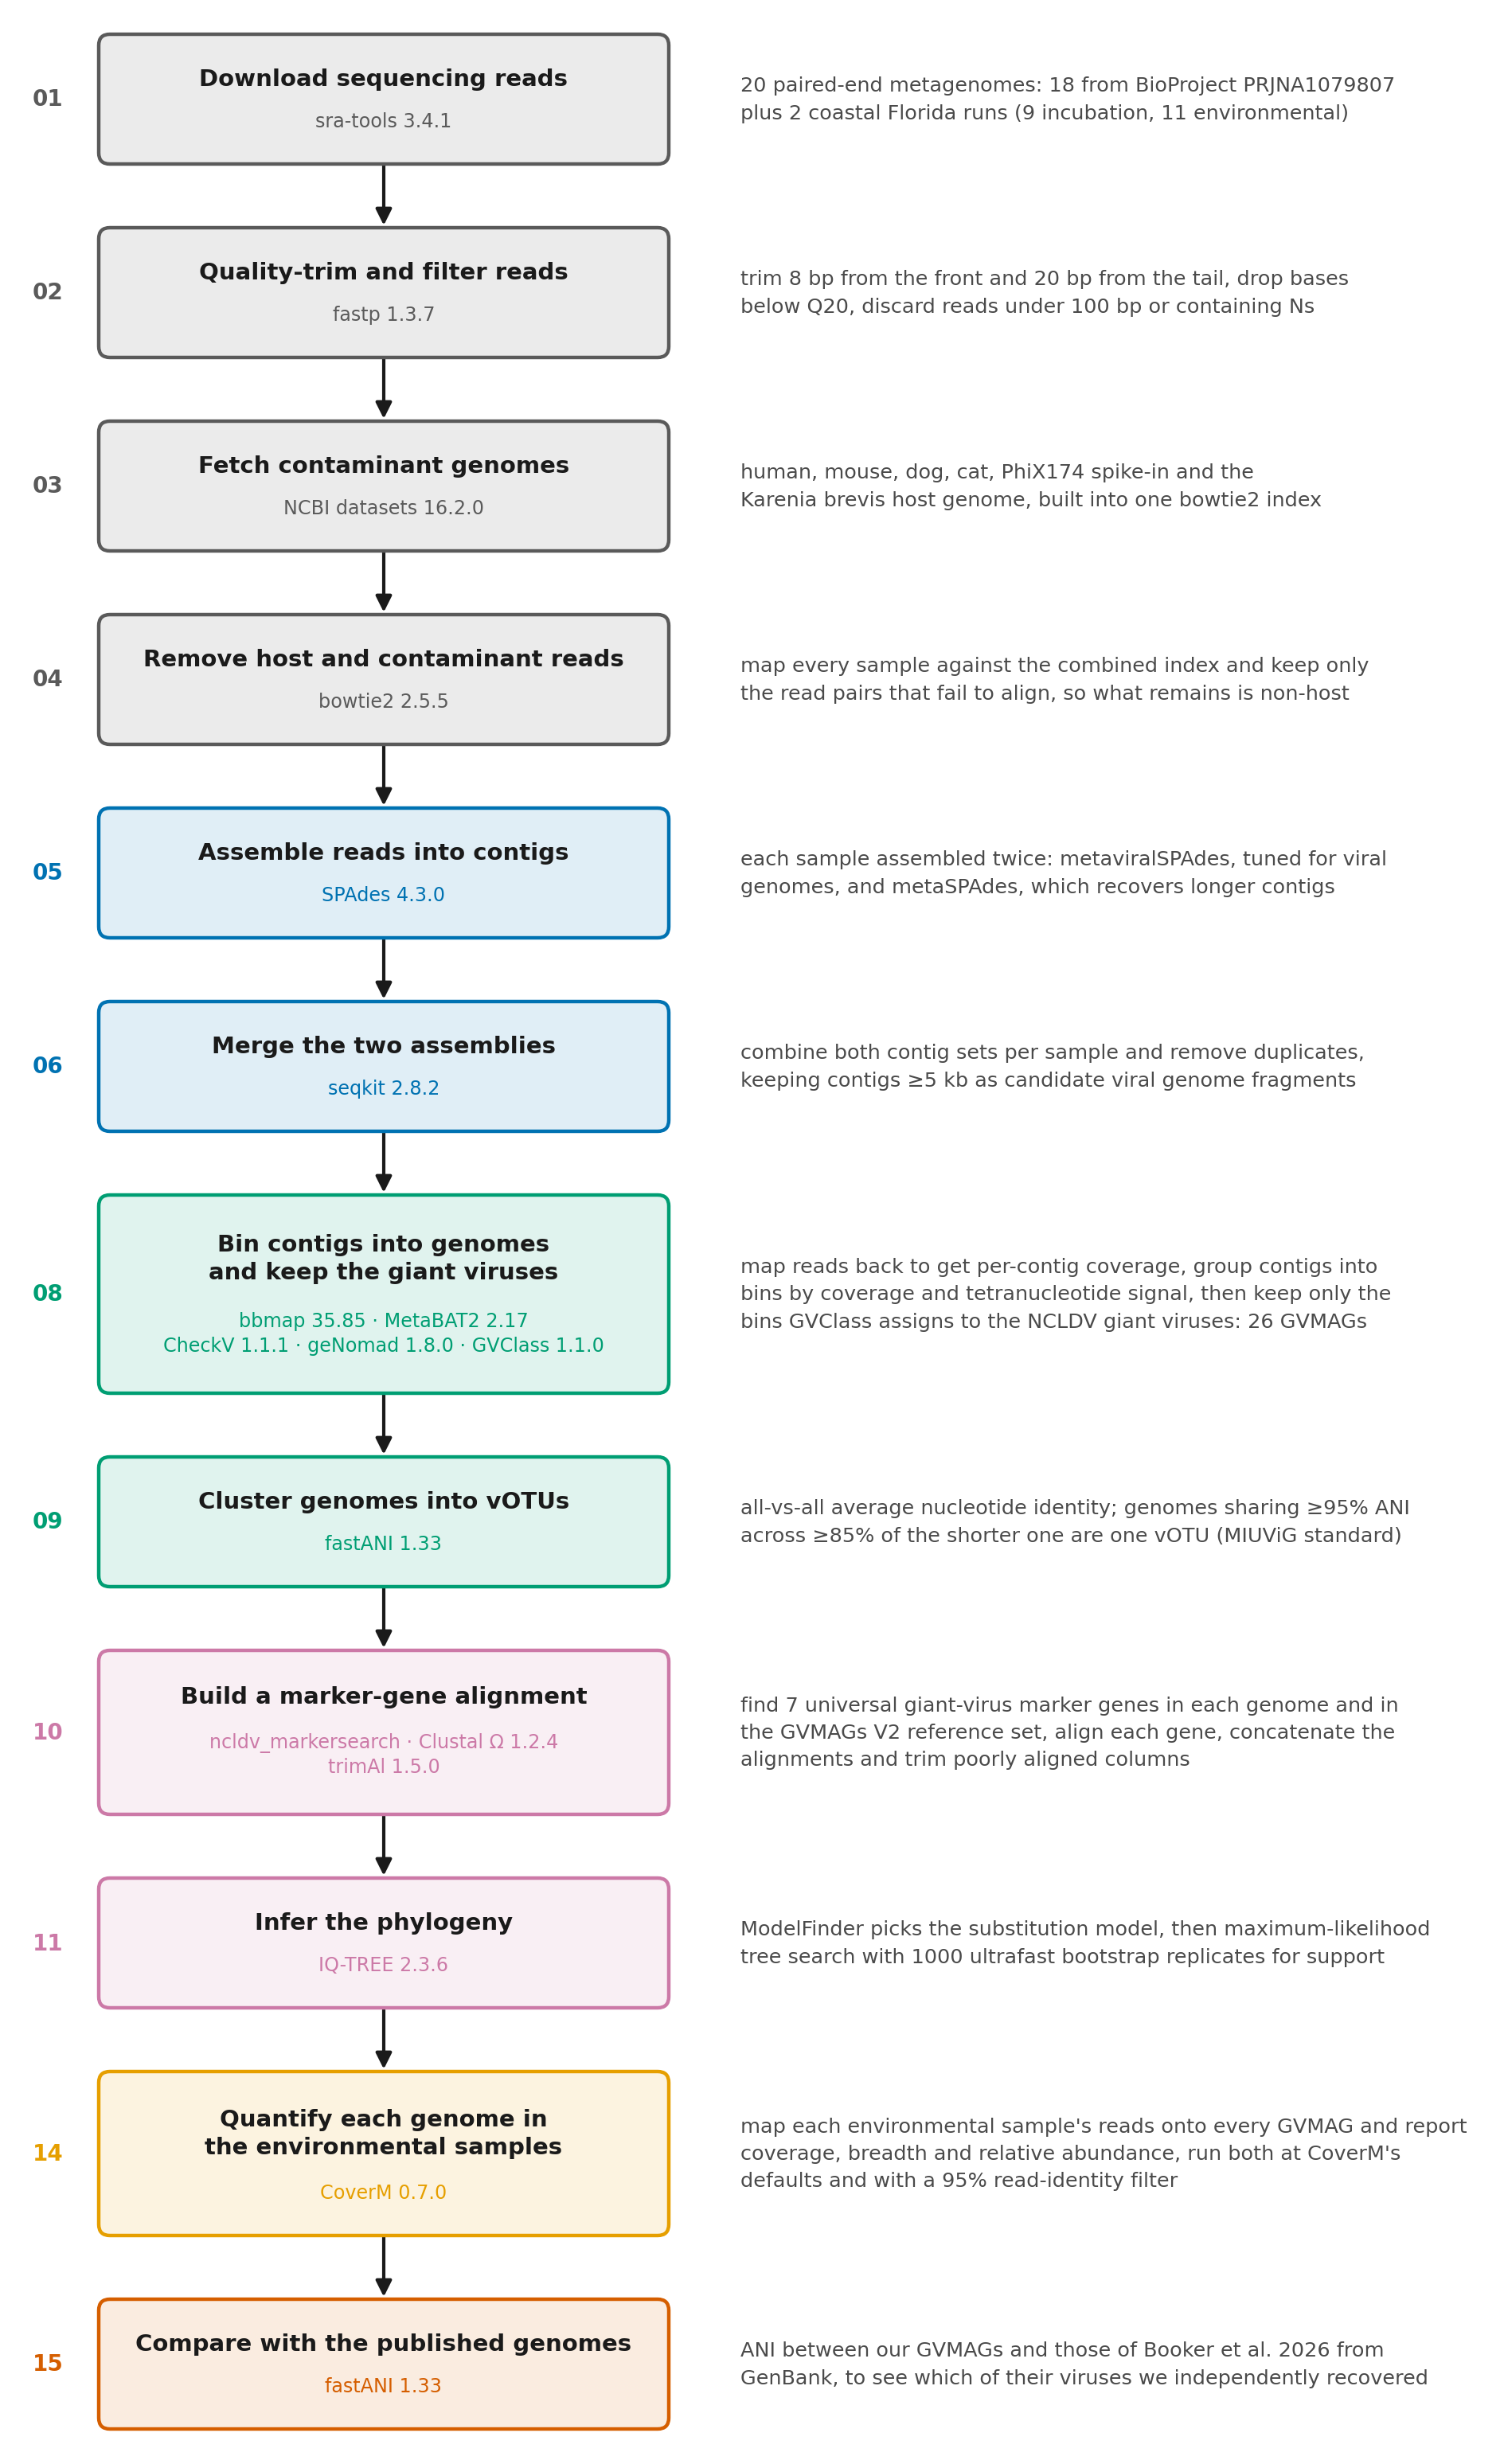 01
Download sequencing reads
sra-tools 3.4.1
20 paired-end metagenomes: 18 from BioProject PRJNA1079807
plus 2 coastal Florida runs (9 incubation, 11 environmental)
02
Quality-trim and filter reads
fastp 1.3.7
trim 8 bp from the front and 20 bp from the tail, drop bases
below Q20, discard reads under 100 bp or containing Ns
03
Fetch contaminant genomes
NCBI datasets 16.2.0
human, mouse, dog, cat, PhiX174 spike-in and the
Karenia brevis host genome, built into one bowtie2 index
04
Remove host and contaminant reads
bowtie2 2.5.5
map every sample against the combined index and keep only
the read pairs that fail to align, so what remains is non-host
05
Assemble reads into contigs
SPAdes 4.3.0
each sample assembled twice: metaviralSPAdes, tuned for viral
genomes, and metaSPAdes, which recovers longer contigs
06
Merge the two assemblies
seqkit 2.8.2
combine both contig sets per sample and remove duplicates,
keeping contigs ≥5 kb as candidate viral genome fragments
08
Bin contigs into genomes
and keep the giant viruses
bbmap 35.85 · MetaBAT2 2.17
CheckV 1.1.1 · geNomad 1.8.0 · GVClass 1.1.0
map reads back to get per-contig coverage, group contigs into
bins by coverage and tetranucleotide signal, then keep only the
bins GVClass assigns to the NCLDV giant viruses: 26 GVMAGs
09
Cluster genomes into vOTUs
fastANI 1.33
all-vs-all average nucleotide identity; genomes sharing ≥95% ANI
across ≥85% of the shorter one are one vOTU (MIUViG standard)
10
Build a marker-gene alignment
ncldv_markersearch · Clustal Ω 1.2.4
trimAl 1.5.0
find 7 universal giant-virus marker genes in each genome and in
the GVMAGs V2 reference set, align each gene, concatenate the
alignments and trim poorly aligned columns
11
Infer the phylogeny
IQ-TREE 2.3.6
ModelFinder picks the substitution model, then maximum-likelihood
tree search with 1000 ultrafast bootstrap replicates for support
14
Quantify each genome in
the environmental samples
CoverM 0.7.0
map each environmental sample's reads onto every GVMAG and report
coverage, breadth and relative abundance, run both at CoverM's
defaults and with a 95% read-identity filter
15
Compare with the published genomes
fastANI 1.33
ANI between our GVMAGs and those of Booker et al. 2026 from
GenBank, to see which of their viruses we independently recovered